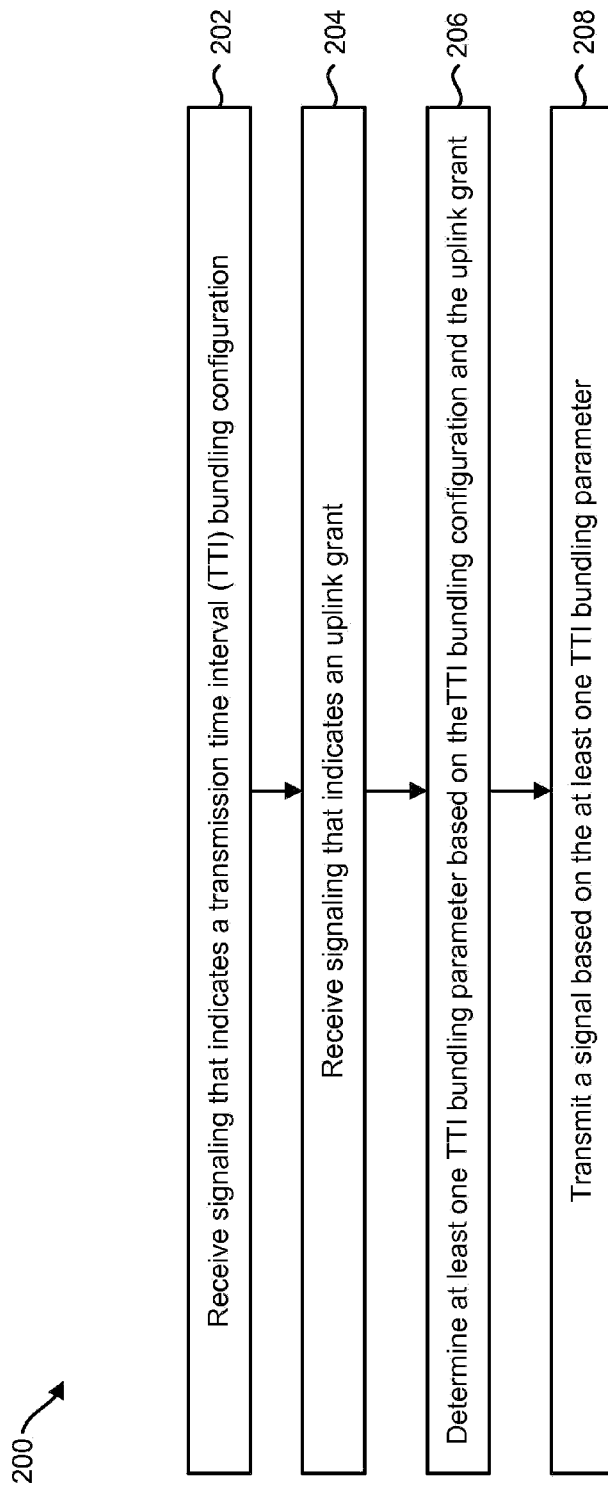 200
Receive signaling that indicates a transmission time interval (TTI) bundling configuration
202
Receive signaling that indicates an uplink grant
204
Determine at least one TTI bundling parameter based on theTTI bundling configuration and the uplink grant
206
Transmit a signal based on the at least one TTI bundling parameter
208